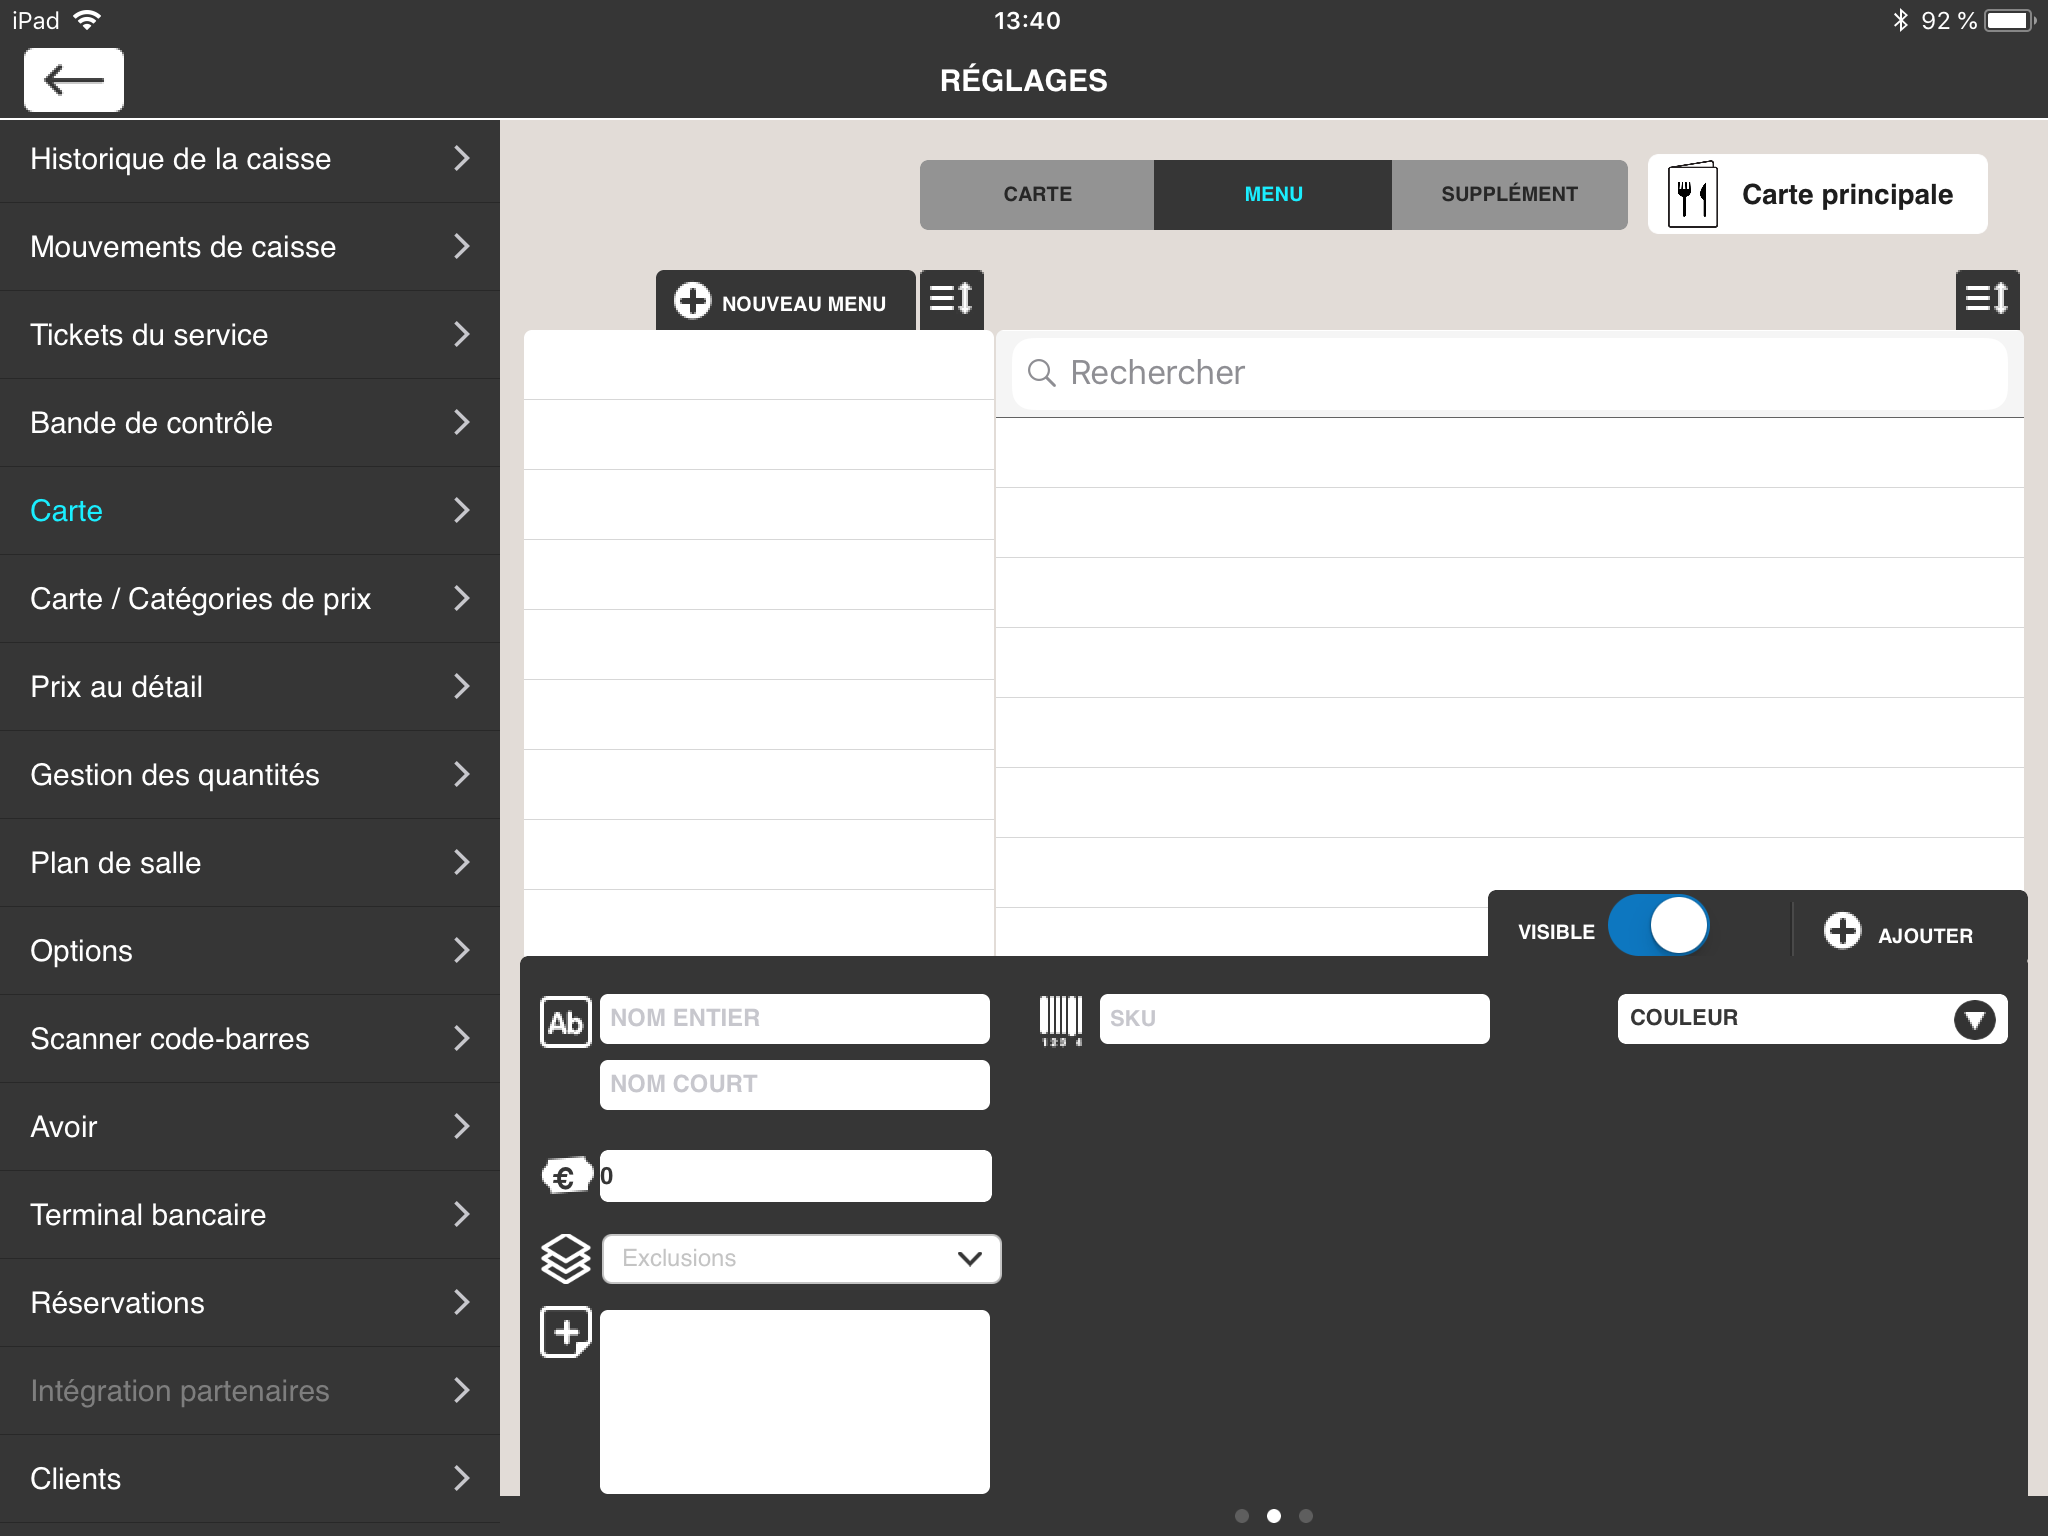 iPad
13:40
92 %
RÉGLAGES
Historique de la caisse
Mouvements de caisse
Tickets du service
Bande de contrôle
Carte
Carte / Catégories de prix
Prix au détail
Gestion des quantités
Plan de salle
Options
Scanner code-barres
Avoir
Terminal bancaire
Réservations
Intégration partenaires
Clients
CARTE
MENU
SUPPLÉMENT
Carte principale
NOUVEAU MENU
Rechercher
VISIBLE
AJOUTER
Ab
NOM ENTIER
SKU
COULEUR
NOM COURT
€
0
Exclusions